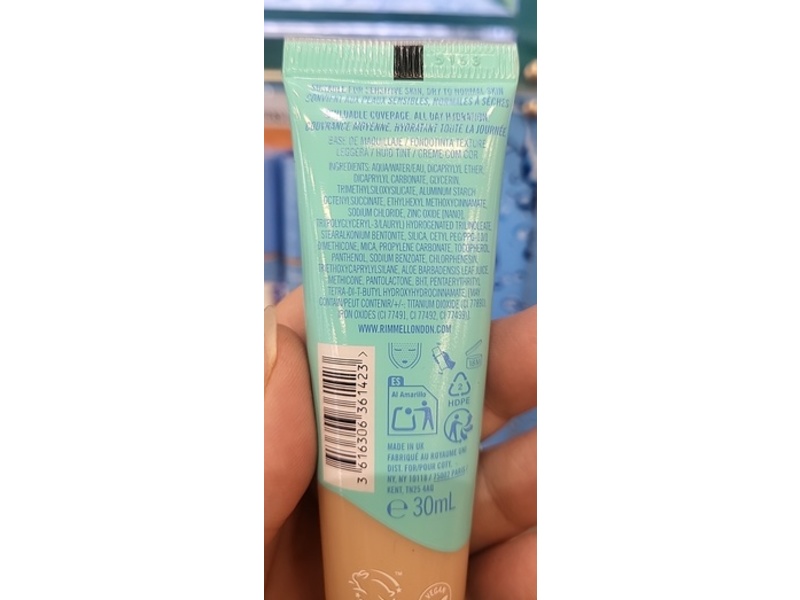 5163
SUITABLE FOR SENSITIVE SKIN, DRY TO NORMAL SKIN
CONVIENT AUX PEAUX SENSIBLES, NORMALES À SÈCHES
BUILDABLE COVERAGE, ALL DAY HYDRATION
COUVRANCE MOYENNE, HYDRATANT TOUTE LA JOURNÉE
BASE DE MAQUILLAJE / FONDOTINTA TEXTURE
LEGGERA / HUID TINT / CREME COM COR
INGREDIENTS: AQUA/WATER/EAU, DICAPRYLYL ETHER,
DICAPRYLYL CARBONATE, GLYCERIN,
TRIMETHYLSILOXYSILICATE, ALUMINUM STARCH
OCTENYLSUCCINATE, ETHYLHEXYL METHOXYCINNAMATE,
SODIUM CHLORIDE, ZINC OXIDE [NANO],
TRIPOLYGLYCERYL-3/(LAURYL) HYDROGENATED TRILINOLEATE,
STEARALKONIUM BENTONITE, SILICA, CETYL PEG/PPG-10/1
DIMETHICONE, MICA, PROPYLENE CARBONATE, TOCOPHEROL,
PANTHENOL, SODIUM BENZOATE, CHLORPHENESIN,
TRIETHOXYCAPRYLYLSILANE, ALOE BARBADENSIS LEAF JUICE,
METHICONE, PANTOLACTONE, BHT, PENTAERYTHRITYL
TETRA-DI-T-BUTYL HYDROXYHYDROCINNAMATE, [MAY
CONTAIN/PEUT CONTENIR/+/-: TITANIUM DIOXIDE (CI 77891),
IRON OXIDES (CI 77491, CI 77492, CI 77499)].
WWW.RIMMELLONDON.COM
ES
Al Amarillo
2
HDPE
3 616306 361423 >
MADE IN UK
FABRIQUÉ AU ROYAUME UNI
DIST. FOR/POUR COTY,
NY, NY 10118 / 75001 PARIS /
KENT, TN25 4AQ
e 30mL
VEGAN